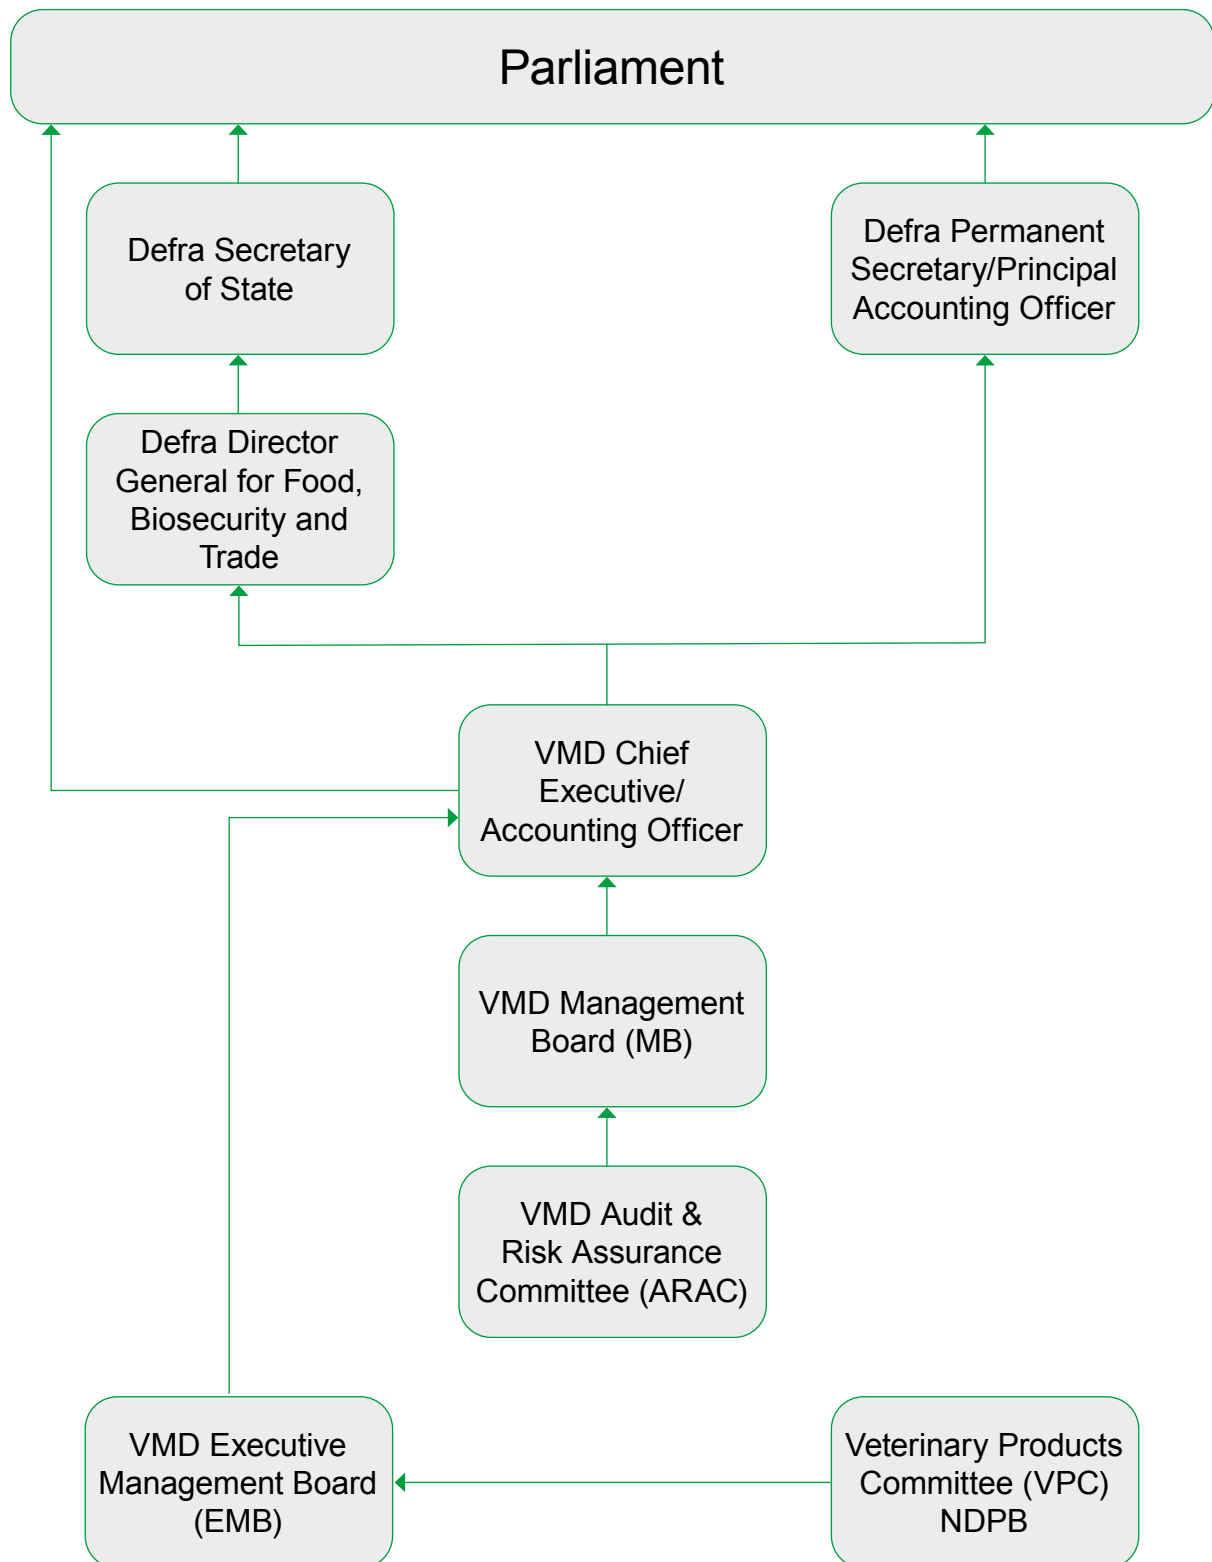 Parliament
Defra Secretary
of State
Defra Permanent
Secretary/Principal
Accounting Officer
Defra Director
General for Food,
Biosecurity and
Trade
VMD Chief
Executive/
Accounting Officer
VMD Management
Board (MB)
VMD Audit &
Risk Assurance
Committee (ARAC)
VMD Executive
Management Board
(EMB)
Veterinary Products
Committee (VPC)
NDPB